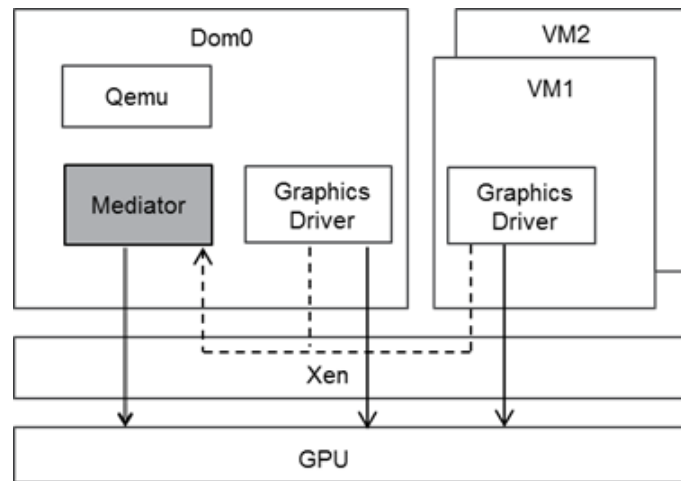 Dom0
VM2
VM1
Qemu
Mediator
Graphics
Driver
Graphics
Driver
Xen
GPU